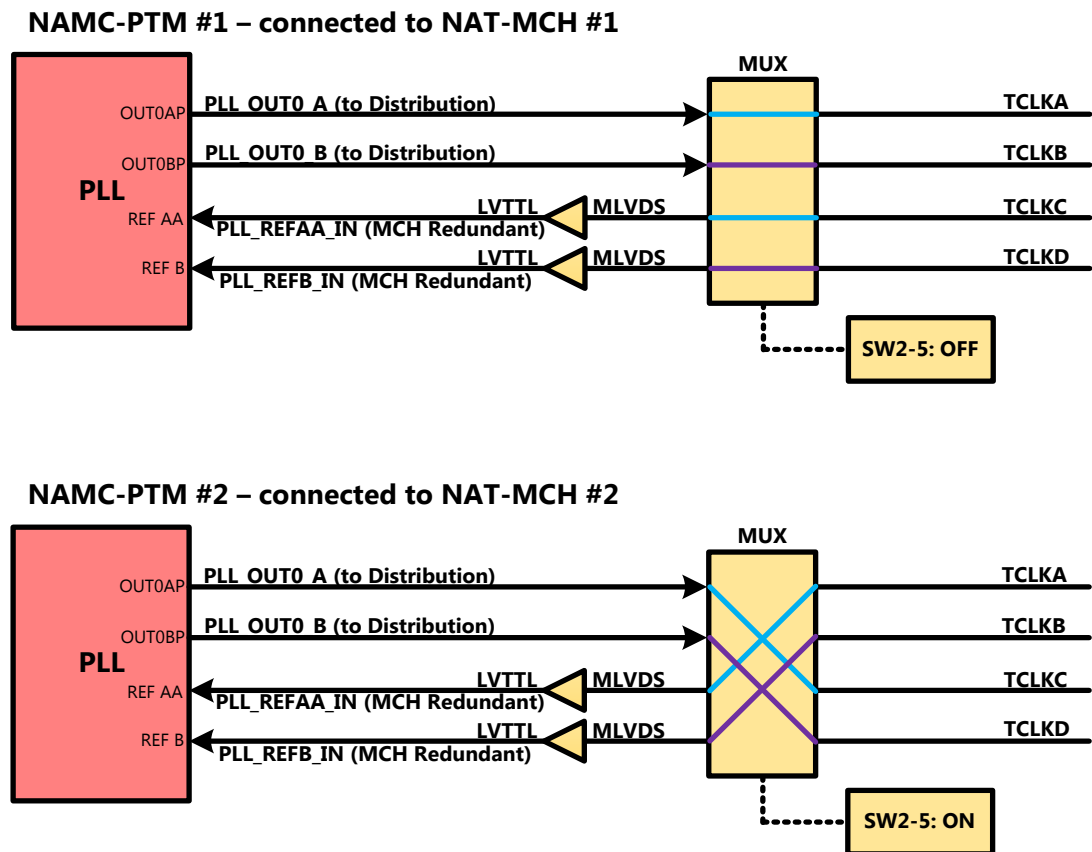 NAMC-PTM #1 – connected to NAT-MCH #1
MUX
OUT0AP PLL_OUT0_A (to Distribution) TCLKA
OUT0BP PLL_OUT0_B (to Distribution) TCLKB
PLL
REF AA LVTTL MLVDS TCLKC
PLL_REFAA_IN (MCH Redundant)
REF B LVTTL MLVDS TCLKD
PLL_REFB_IN (MCH Redundant)
SW2-5: OFF
NAMC-PTM #2 – connected to NAT-MCH #2
MUX
OUT0AP PLL_OUT0_A (to Distribution) TCLKA
OUT0BP PLL_OUT0_B (to Distribution) TCLKB
PLL
REF AA LVTTL MLVDS TCLKC
PLL_REFAA_IN (MCH Redundant)
REF B LVTTL MLVDS TCLKD
PLL_REFB_IN (MCH Redundant)
SW2-5: ON